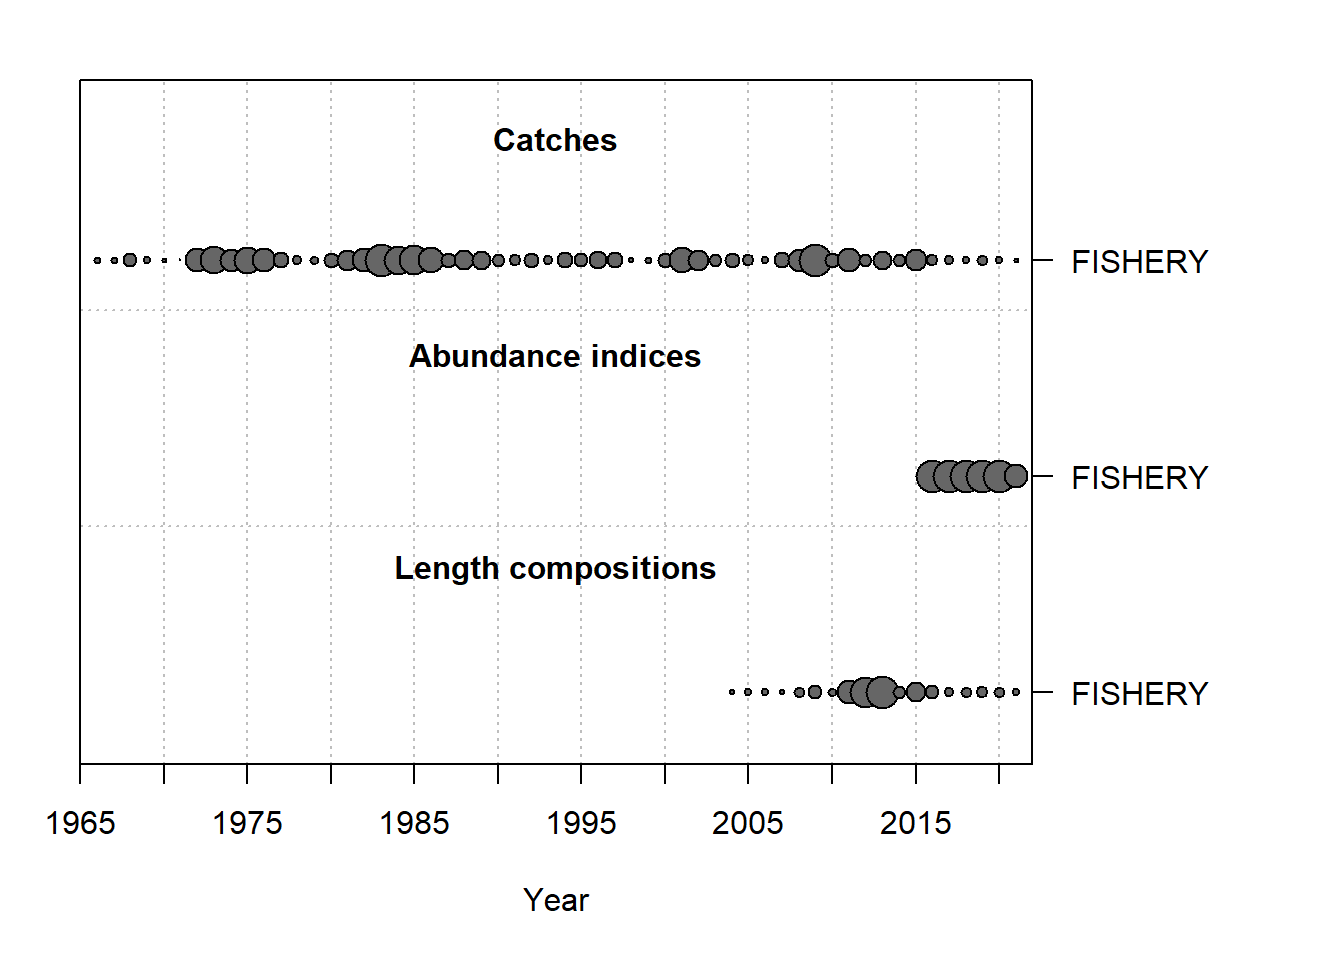 Catches
FISHERY
Abundance indices
FISHERY
Length compositions
FISHERY
1965 1975 1985 1995 2005 2015
Year